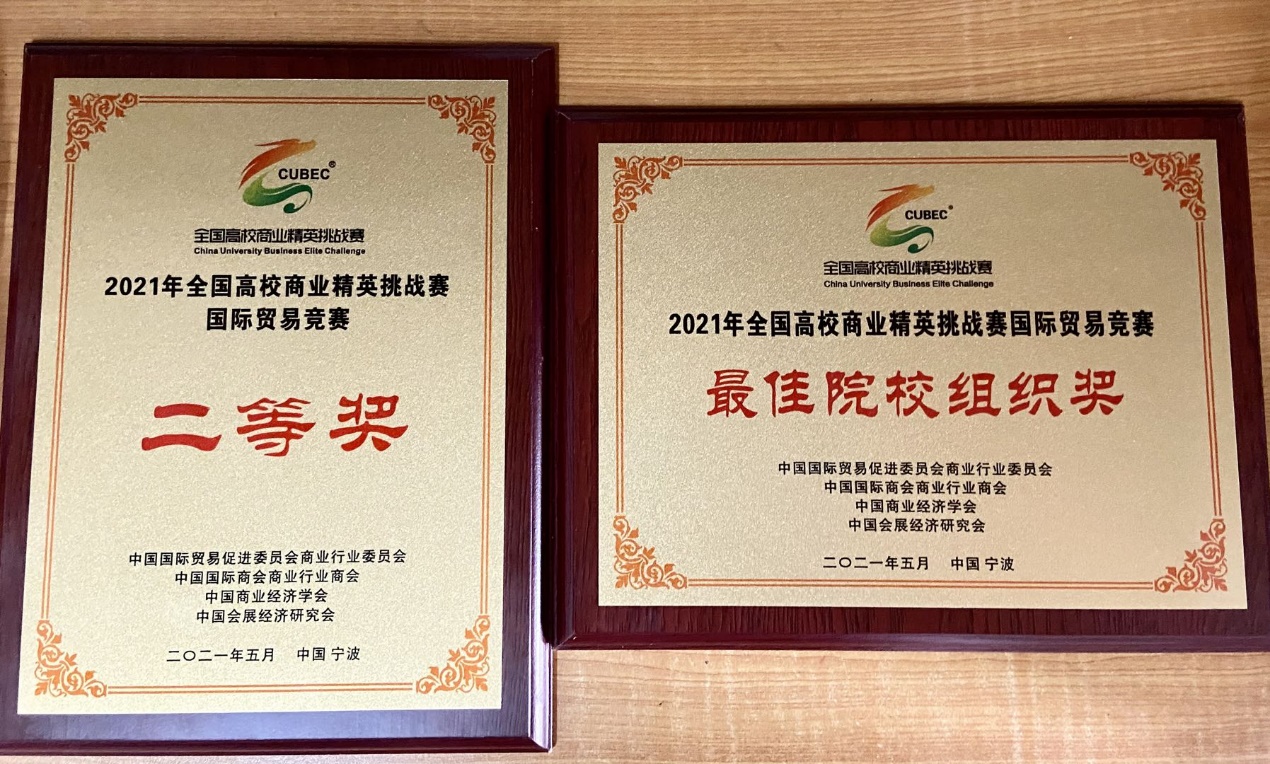 CUBEC®
全国高校商业精英挑战赛
China University Business Elite Challenge
2021年全国高校商业精英挑战赛
国际贸易竞赛
二等奖
中国国际贸易促进委员会商业行业委员会
中国国际商会商业行业商会
中国商业经济学会
中国会展经济研究会
二〇二一年五月 中国 宁波
CUBEC®
全国高校商业精英挑战赛
China University Business Elite Challenge
2021年全国高校商业精英挑战赛国际贸易竞赛
最佳院校组织奖
中国国际贸易促进委员会商业行业委员会
中国国际商会商业行业商会
中国商业经济学会
中国会展经济研究会
二〇二一年五月 中国 宁波